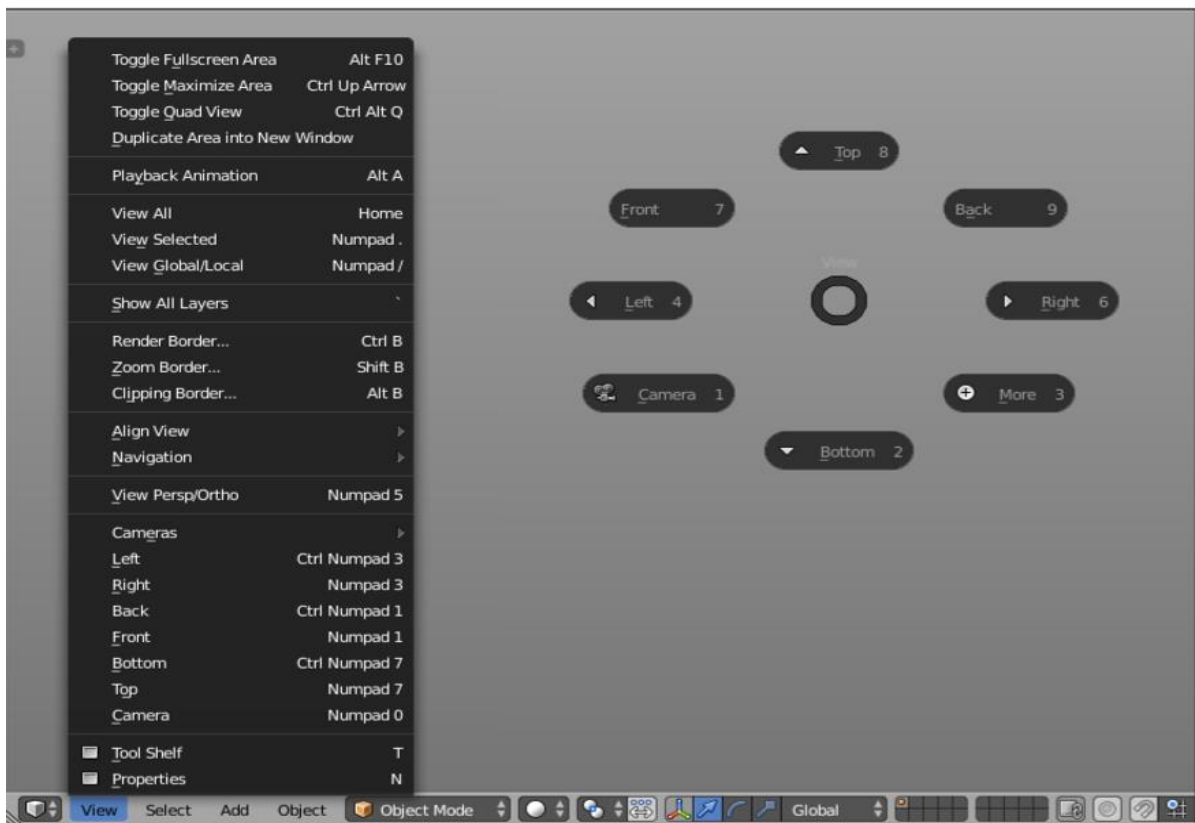 Toggle Fullscreen Area Alt F10
Toggle Maximize Area Ctrl Up Arrow
Toggle Quad View Ctrl Alt Q
Duplicate Area into New Window
Playback Animation Alt A
View All Home
View Selected Numpad .
View Global/Local Numpad /
Show All Layers `
Render Border... Ctrl B
Zoom Border... Shift B
Clipping Border... Alt B
Align View
Navigation
View Persp/Ortho Numpad 5
Cameras
Left Ctrl Numpad 3
Right Numpad 3
Back Ctrl Numpad 1
Front Numpad 1
Bottom Ctrl Numpad 7
Top Numpad 7
Camera Numpad 0
Tool Shelf T
Properties N
Top 8
Front 7
Back 9
View
Left 4
Right 6
Camera 1
More 3
Bottom 2
View Select Add Object Object Mode Global